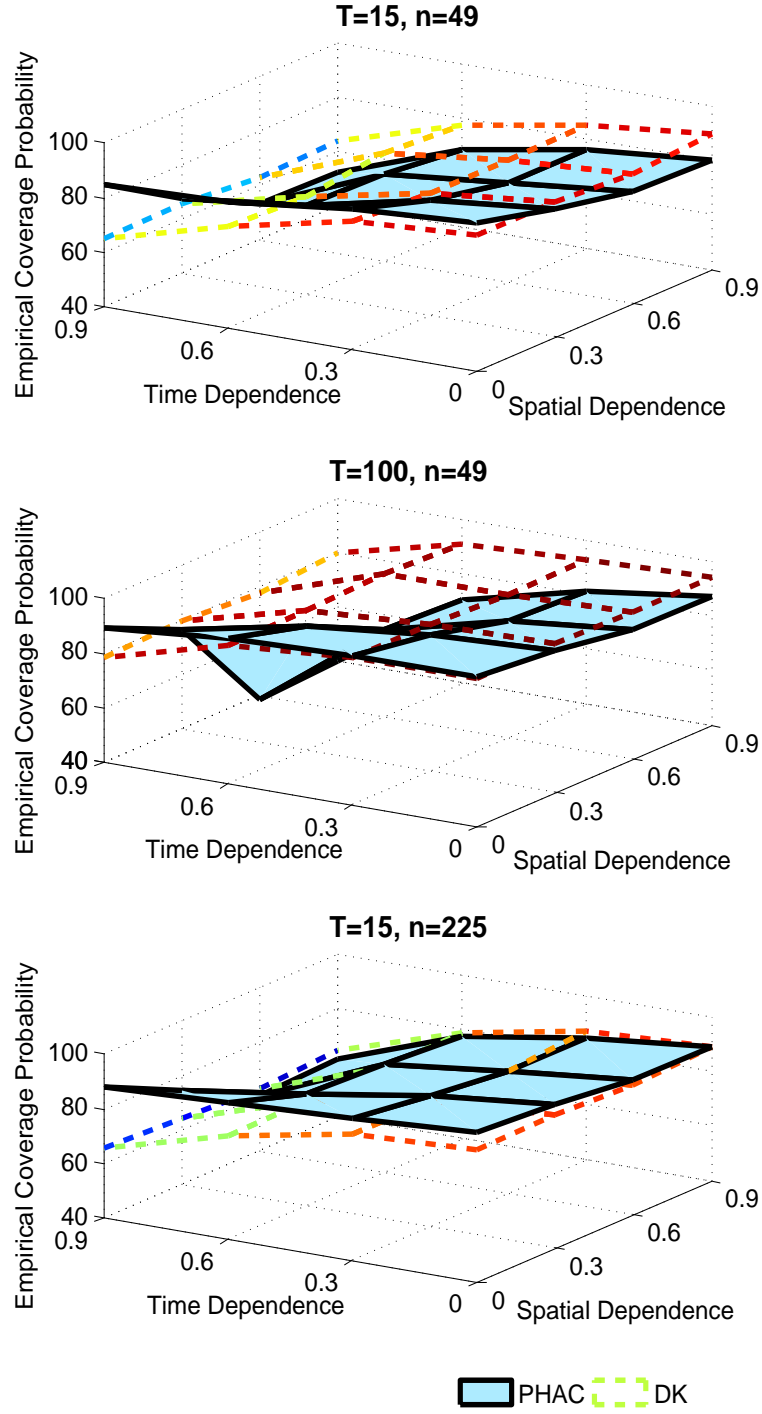 T=15, n=49
Empirical Coverage Probability
100
80
60
40
0.9
0.6
0.3
0
Time Dependence
0
0.3
0.6
0.9
Spatial Dependence
T=100, n=49
Empirical Coverage Probability
100
80
60
40
0.9
0.6
0.3
0
Time Dependence
0
0.3
0.6
0.9
Spatial Dependence
T=15, n=225
Empirical Coverage Probability
100
80
60
40
0.9
0.6
0.3
0
Time Dependence
0
0.3
0.6
0.9
Spatial Dependence
PHAC
DK